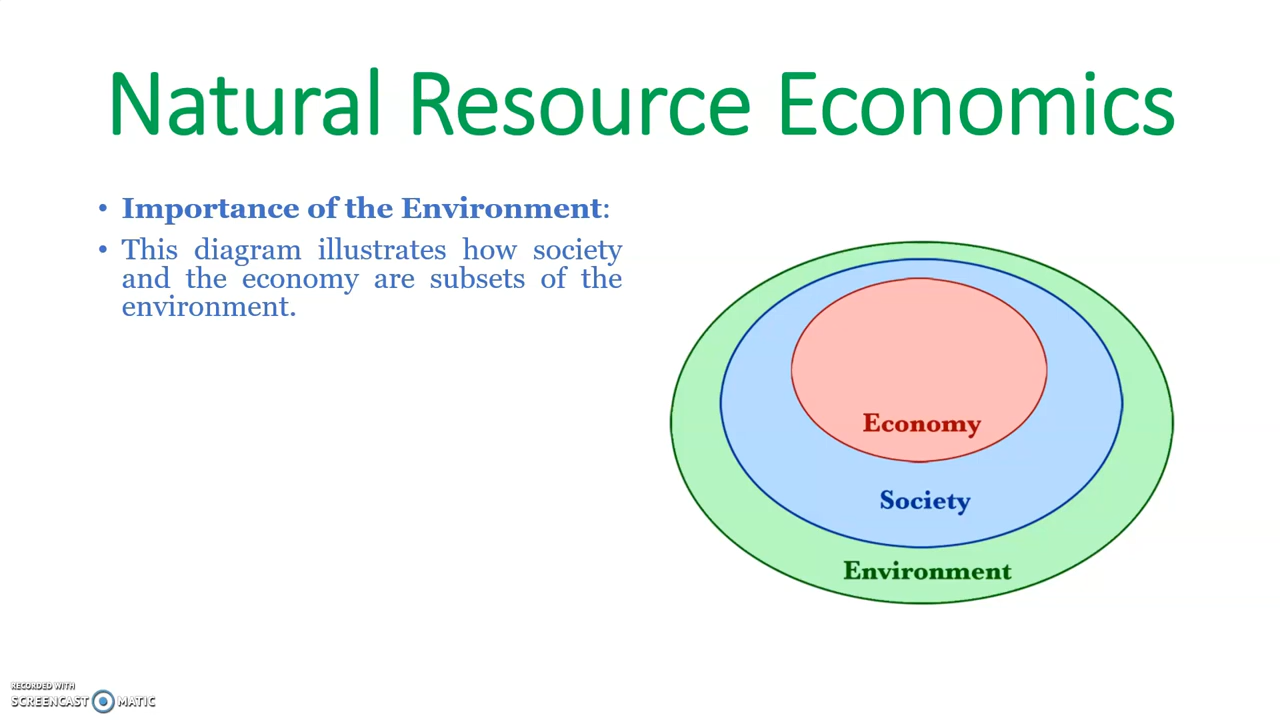 Natural Resource Economics
• Importance of the Environment:
• This diagram illustrates how society
and the economy are subsets of the
environment.
Economy
Society
Environment
RECORDED WITH
SCREENCAST MATIC